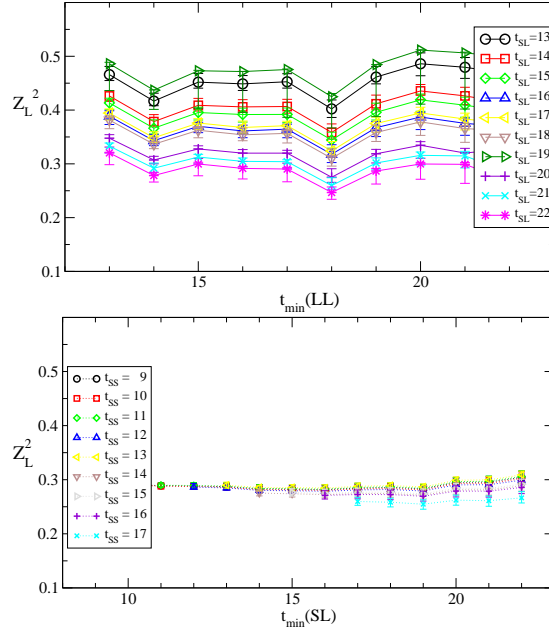 0.5
0.4
0.3
0.2
0.1
Z_L^2
15
20
t_min(LL)
t_SL=13
t_SL=14
t_SL=15
t_SL=16
t_SL=17
t_SL=18
t_SL=19
t_SL=20
t_SL=21
t_SL=22
0.5
0.4
0.3
0.2
0.1
Z_L^2
10
15
20
t_min(SL)
t_SS = 9
t_SS = 10
t_SS = 11
t_SS = 12
t_SS = 13
t_SS = 14
t_SS = 15
t_SS = 16
t_SS = 17